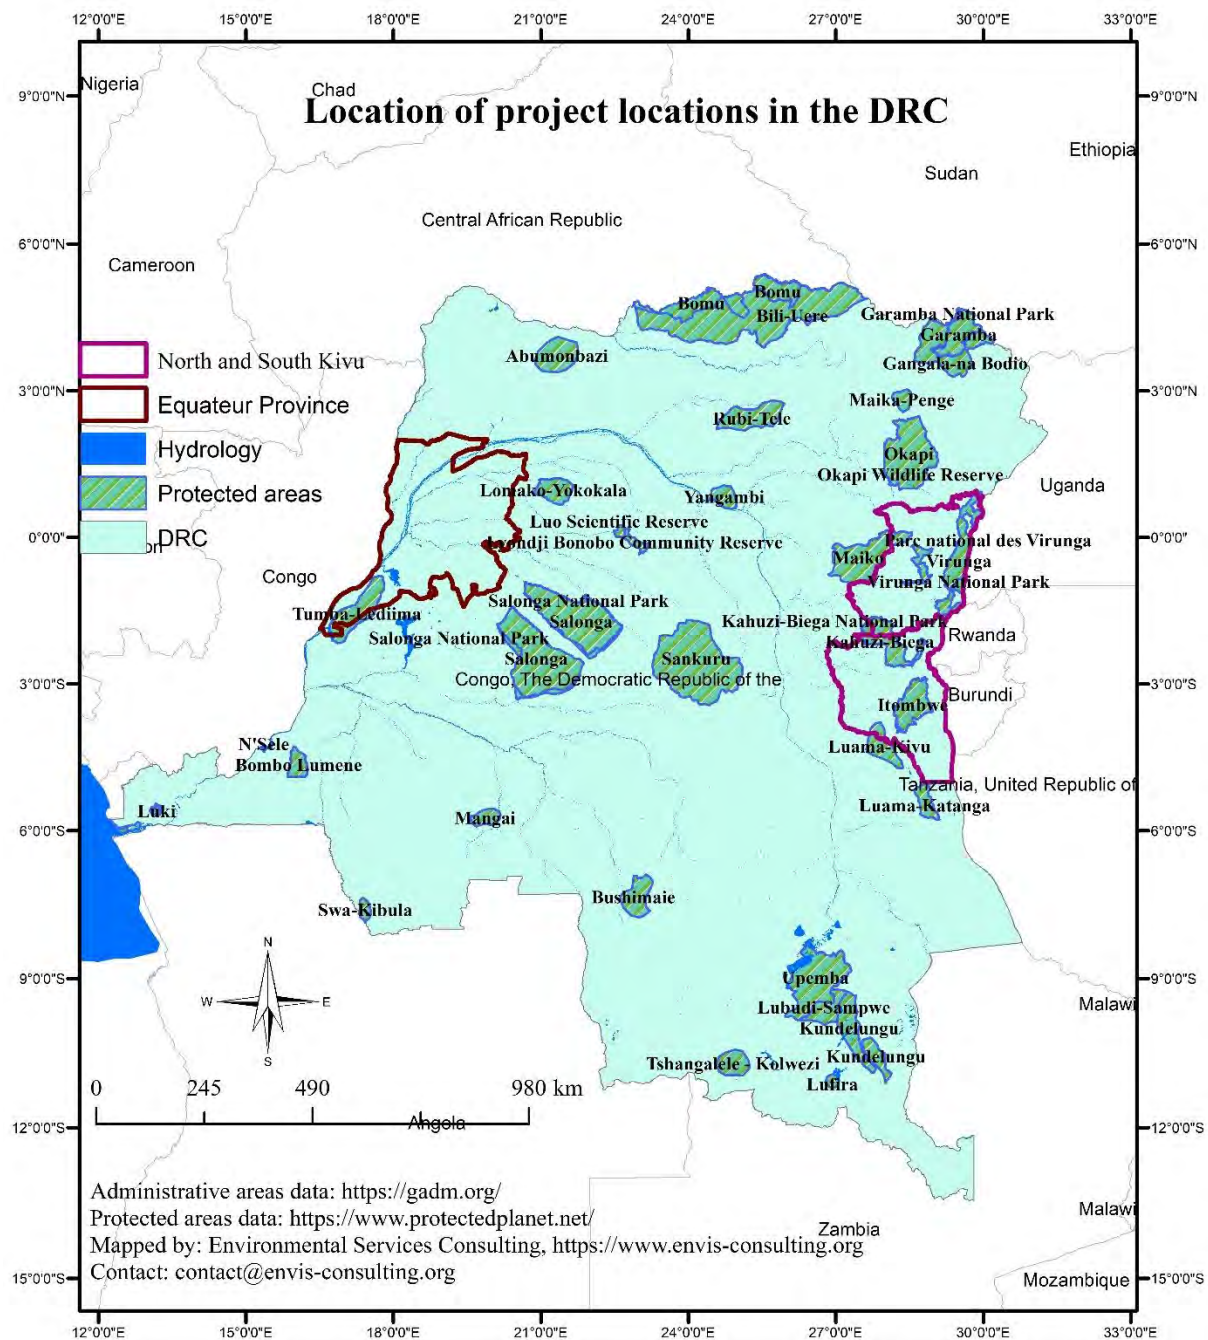 12°0'0"E
15°0'0"E
18°0'0"E
21°0'0"E
24°0'0"E
27°0'0"E
30°0'0"E
33°0'0"E
Nigeria
Chad
9°0'0"N
9°0'0"N
Location of project locations in the DRC
Ethiopia
Sudan
Central African Republic
6°0'0"N
6°0'0"N
Cameroon
Bomu
Bomu
Bili-Uere
Garamba National Park
Garamba
Gangala-na Bodio
Abumonbazi
North and South Kivu
3°0'0"N
3°0'0"N
Maika-Penge
Equateur Province
Rubi-Tele
Hydrology
Okapi
Okapi Wildlife Reserve
Uganda
Protected areas
Lomako-Yokokala
Yangambi
Luo Scientific Reserve
DRC
0°0'0"
0°0'0"
on
Iyondji Bonobo Community Reserve
Parc national des Virunga
Maiko
Virunga
Virunga National Park
Congo
Salonga National Park
Tumba-Lediima
Salonga
Kahuzi-Biega National Park
Rwanda
Salonga National Park
Kahuzi-Biega
Salonga
Sankuru
Congo, The Democratic Republic of the
3°0'0"S
3°0'0"S
Burundi
Itombwe
N'Sele
Luama-Kivu
Bombo Lumene
Tanzania, United Republic of
Luama-Katanga
Luki
Mangai
6°0'0"S
6°0'0"S
Bushimaie
Swa-Kibula
N
W
E
S
9°0'0"S
9°0'0"S
Upemba
Malawi
Lubudi-Sampwe
Kundelungu
Kundelungu
Tshangalele - Kolwezi
Lufira
0
245
490
980 km
Angola
12°0'0"S
12°0'0"S
Administrative areas data: https://gadm.org/
Protected areas data: https://www.protectedplanet.net/
Malawi
Zambia
Mapped by: Environmental Services Consulting, https://www.envis-consulting.org
Contact: contact@envis-consulting.org
Mozambique
15°0'0"S
15°0'0"S
12°0'0"E
15°0'0"E
18°0'0"E
21°0'0"E
24°0'0"E
27°0'0"E
30°0'0"E
33°0'0"E